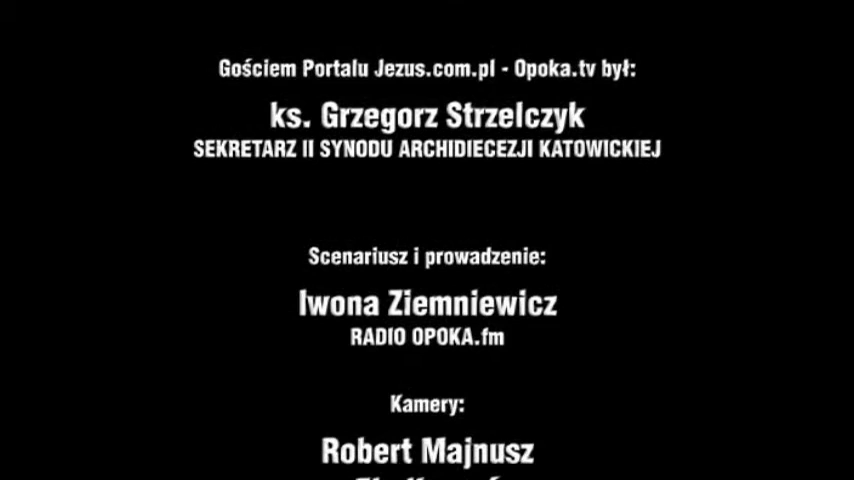 Gościem Portalu Jezus.com.pl - Opoka.tv był:
ks. Grzegorz Strzelczyk
SEKRETARZ II SYNODU ARCHIDIECEZJI KATOWICKIEJ
Scenariusz i prowadzenie:
Iwona Ziemniewicz
RADIO OPOKA.fm
Kamery:
Robert Majnusz